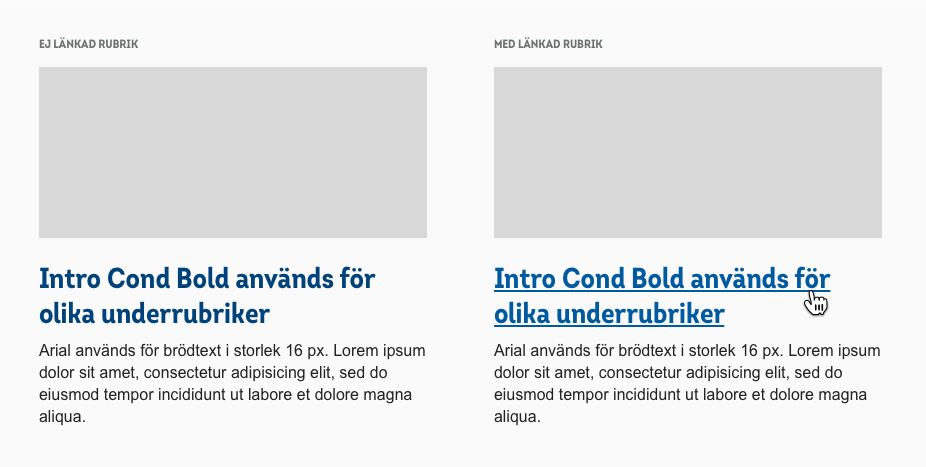 EJ LÄNKAD RUBRIK
Intro Cond Bold används för
olika underrubriker
Arial används för brödtext i storlek 16 px. Lorem ipsum
dolor sit amet, consectetur adipisicing elit, sed do
eiusmod tempor incididunt ut labore et dolore magna
aliqua.
MED LÄNKAD RUBRIK
Intro Cond Bold används för
olika underrubriker
Arial används för brödtext i storlek 16 px. Lorem ipsum
dolor sit amet, consectetur adipisicing elit, sed do
eiusmod tempor incididunt ut labore et dolore magna
aliqua.